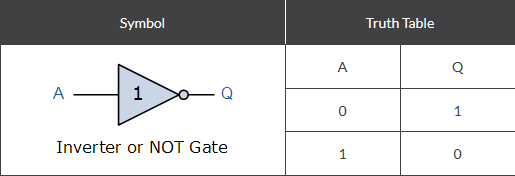 Symbol
Truth Table
A
1
Q
Inverter or NOT Gate
A Q
0 1
1 0